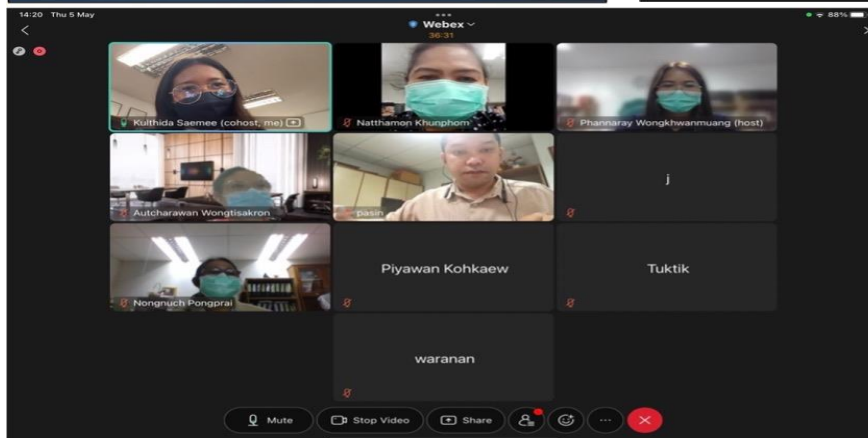 14:20 Thu 5 May
Webex
88%
36:31
Kulthida Saemee (cohost, me)
Natthamon Khunphom
Phannaray Wongkhwanmuang (host)
Autcharawan Wongtisakron
pasin
j
Nongnuch Pongprai
Piyawan Kohkaew
Tuktik
waranan
Mute
Stop Video
Share